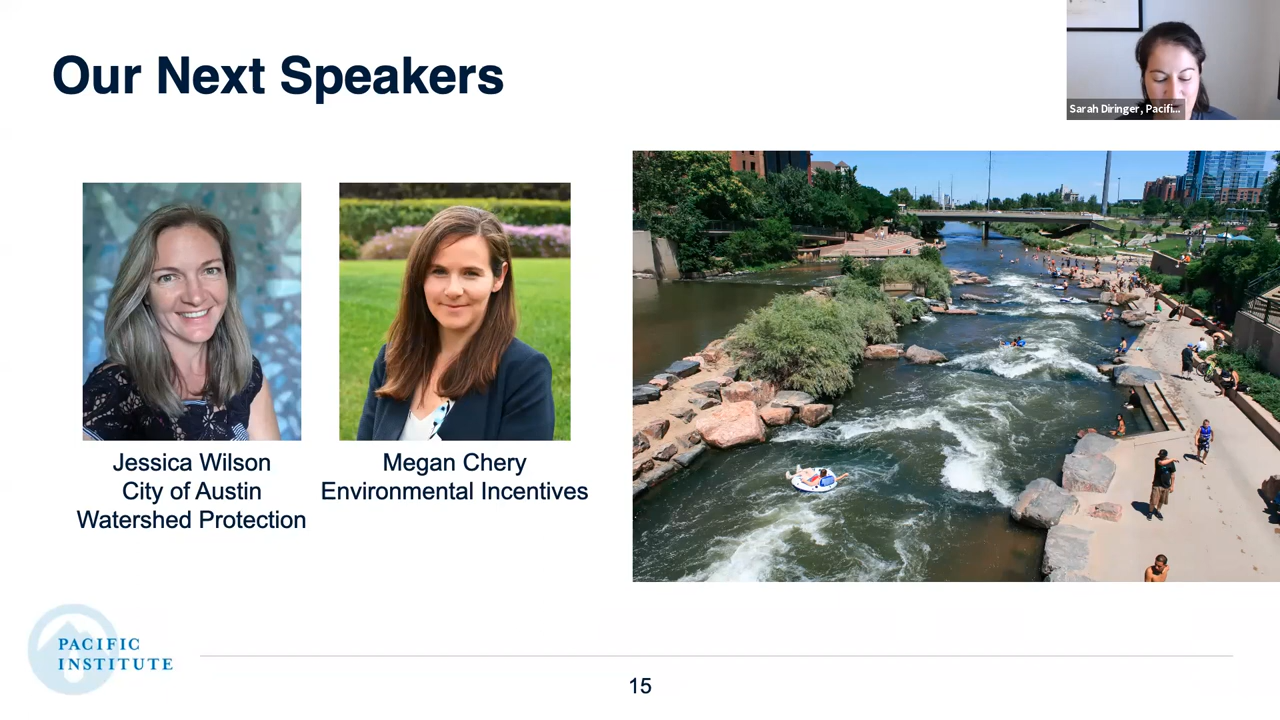 Our Next Speakers
Sarah Diringer, Pacifi...
Jessica Wilson
City of Austin
Watershed Protection
Megan Chery
Environmental Incentives
PACIFIC
INSTITUTE
15